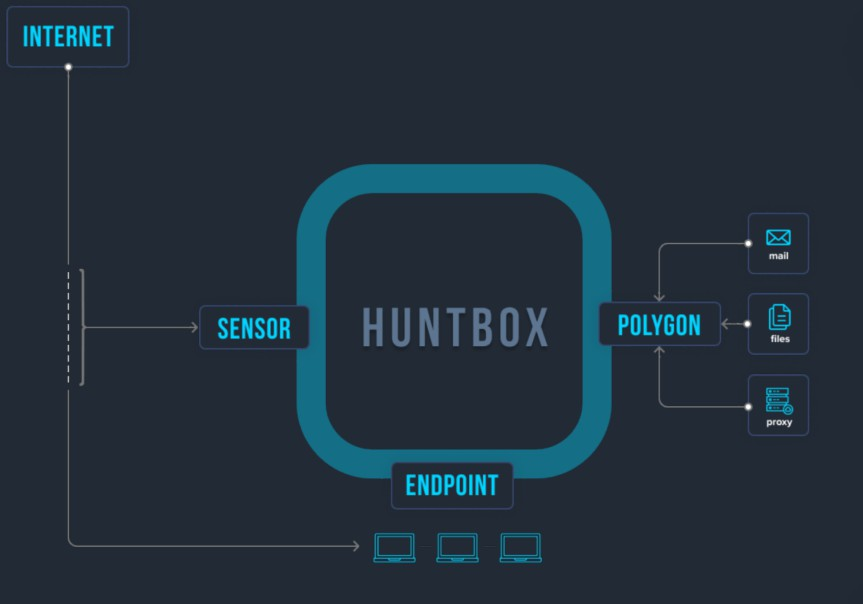 INTERNET
mail
SENSOR
HUNTBOX
POLYGON
files
proxy
ENDPOINT